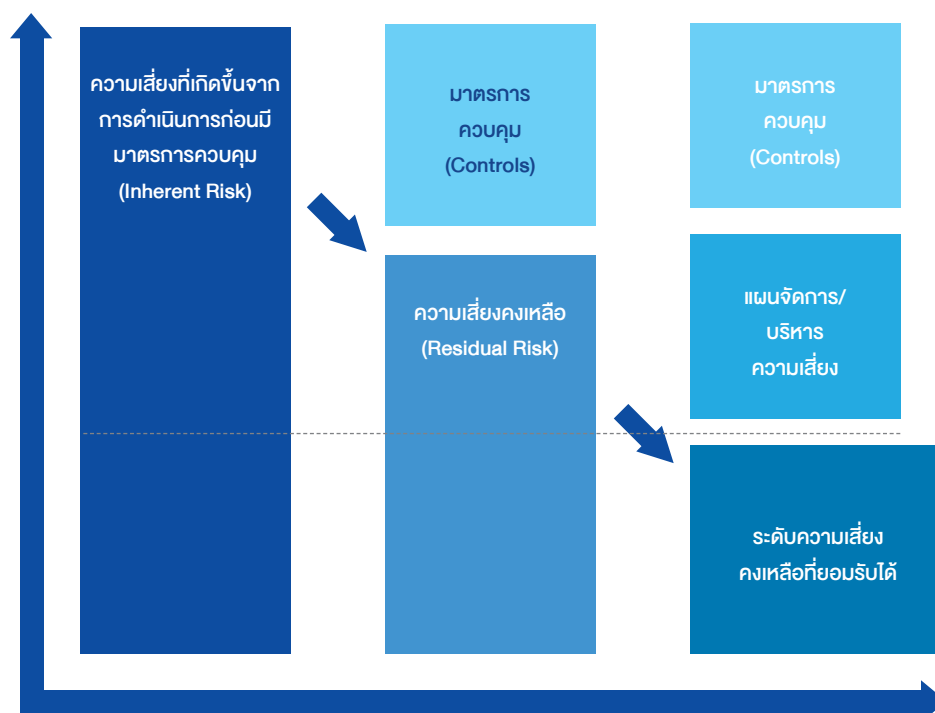 ความเสี่ยงที่เกิดขึ้นจาก
การดำเนินการก่อนมี
มาตรการควบคุม
(Inherent Risk)
มาตรการ
ควบคุม
(Controls)
ความเสี่ยงคงเหลือ
(Residual Risk)
มาตรการ
ควบคุม
(Controls)
แผนจัดการ/
บริหาร
ความเสี่ยง
ระดับความเสี่ยง
คงเหลือที่ยอมรับได้